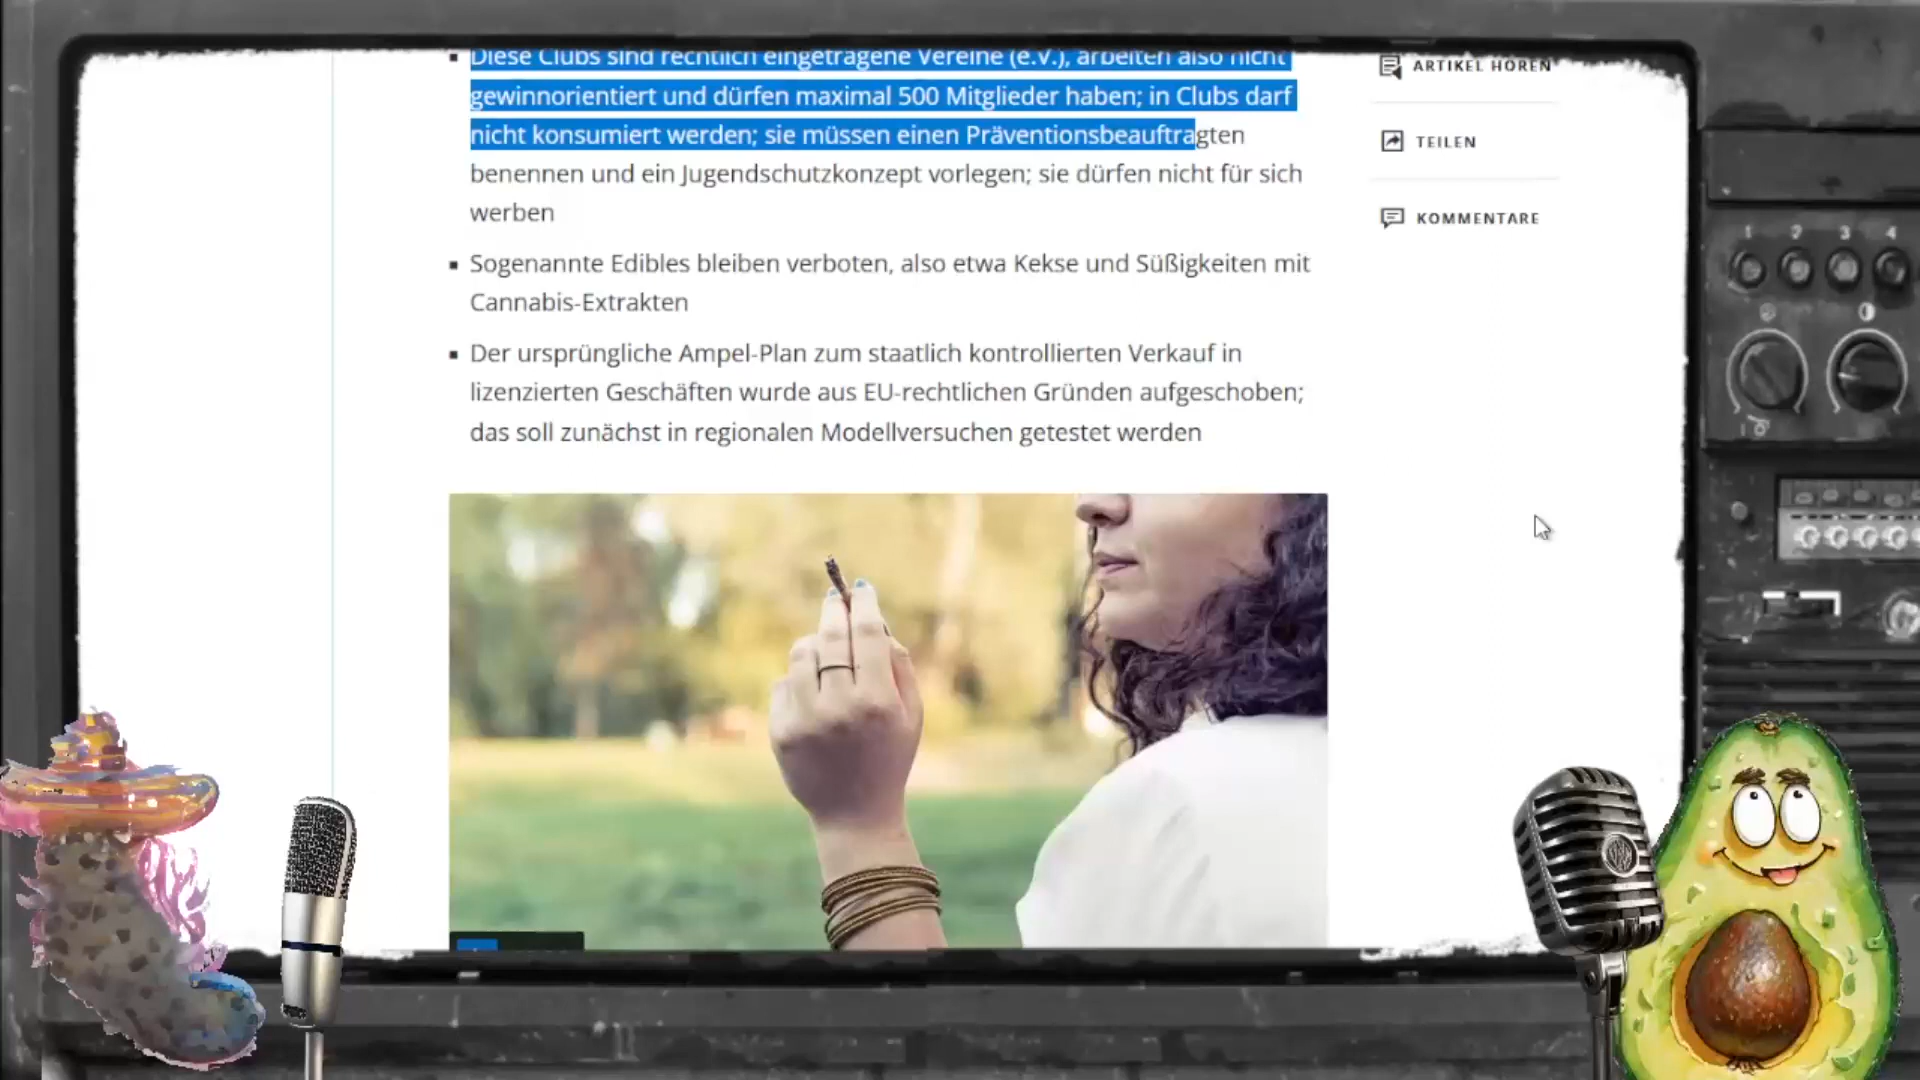 Diese Clubs sind rechtlich eingetragene Vereine (e.V.), arbeiten also nicht
gewinnorientiert und dürfen maximal 500 Mitglieder haben; in Clubs darf
nicht konsumiert werden; sie müssen einen Präventionsbeauftragten
benennen und ein Jugendschutzkonzept vorlegen; sie dürfen nicht für sich
werben
Sogenannte Edibles bleiben verboten, also etwa Kekse und Süßigkeiten mit
Cannabis-Extrakten
Der ursprüngliche Ampel-Plan zum staatlich kontrollierten Verkauf in
lizenzierten Geschäften wurde aus EU-rechtlichen Gründen aufgeschoben;
das soll zunächst in regionalen Modellversuchen getestet werden
ARTIKEL HÖREN
TEILEN
KOMMENTARE
1 2 3 4